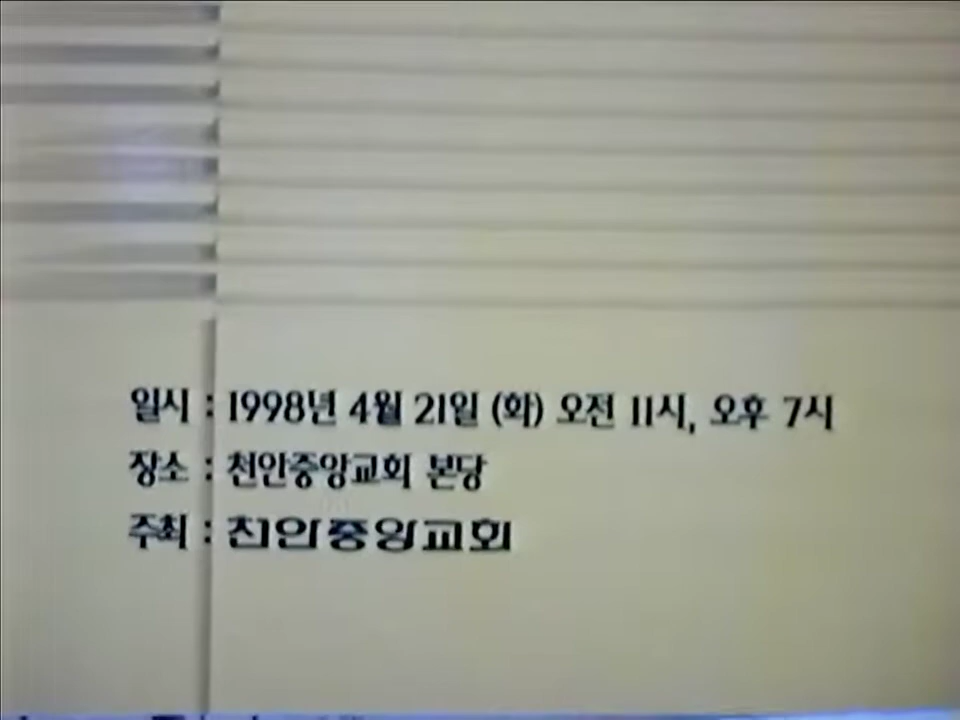 일시 : 1998년 4월 21일 (화) 오전 11시, 오후 7시
장소 : 천안중앙교회 본당
주최 : 천안중앙교회